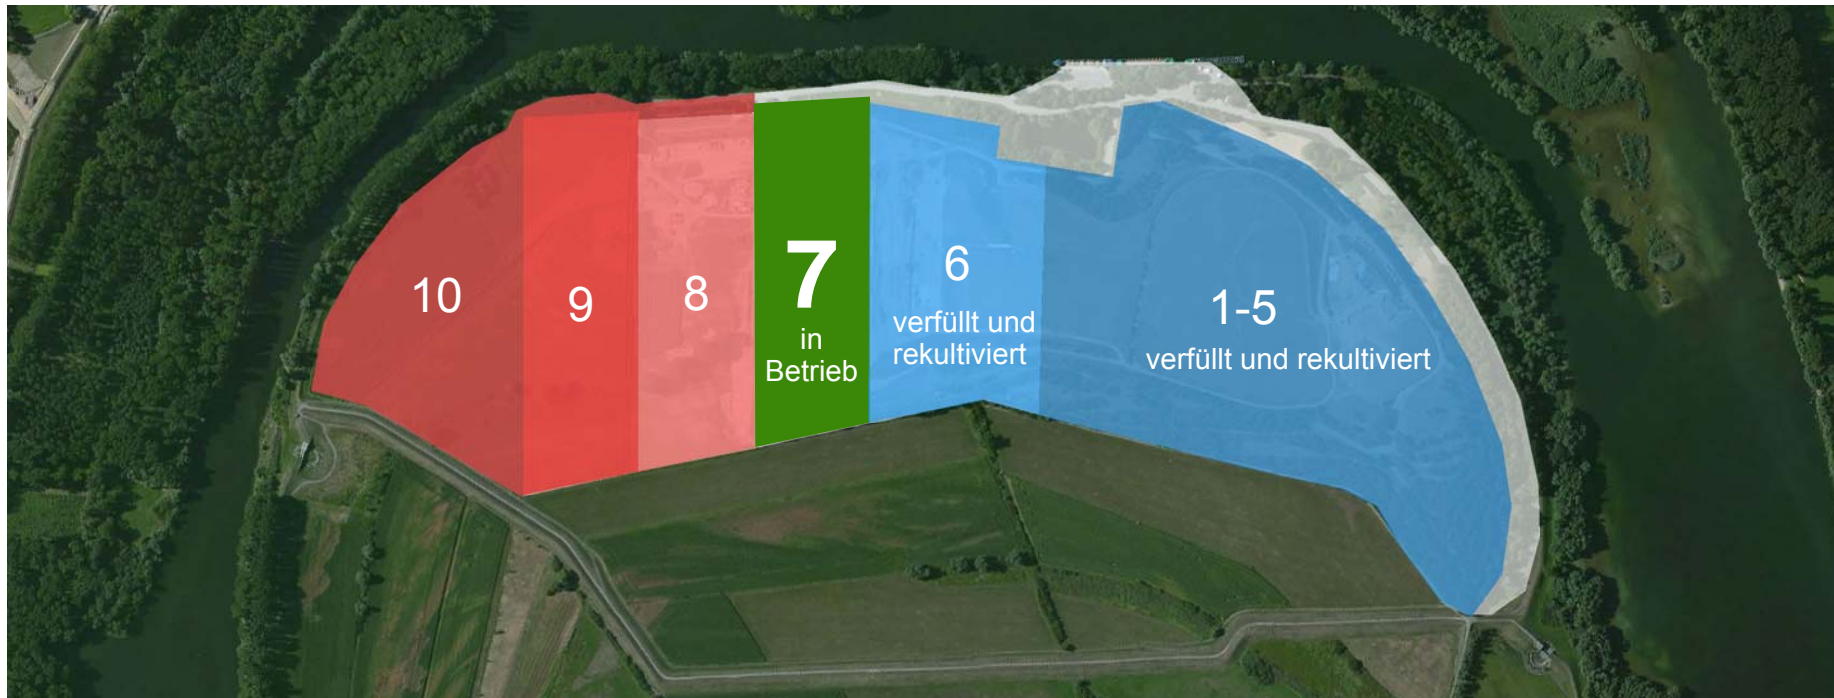 10
9
8
7
in
Betrieb
6
verfüllt und
rekultiviert
1-5
verfüllt und rekultiviert